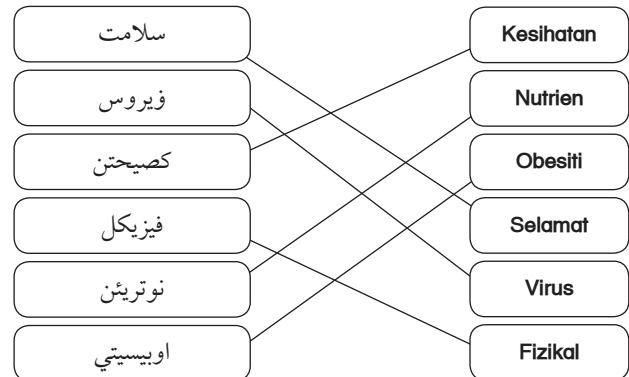 سلامت
ۏيروس
کصيحتن
فيزيکل
نوتريئن
اوبيسيتي
Kesihatan
Nutrien
Obesiti
Selamat
Virus
Fizikal